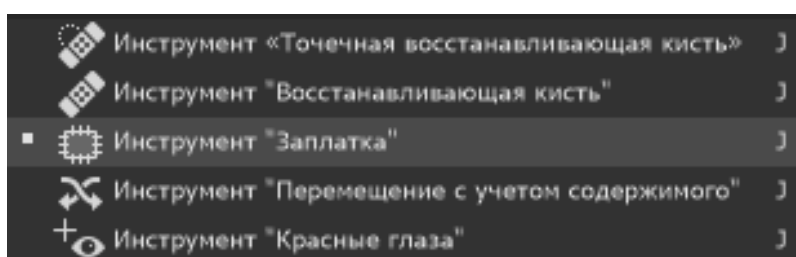 Инструмент «Точечная восстанавливающая кисть» J
Инструмент "Восстанавливающая кисть" J
Инструмент "Заплатка" J
Инструмент "Перемещение с учетом содержимого" J
Инструмент "Красные глаза" J